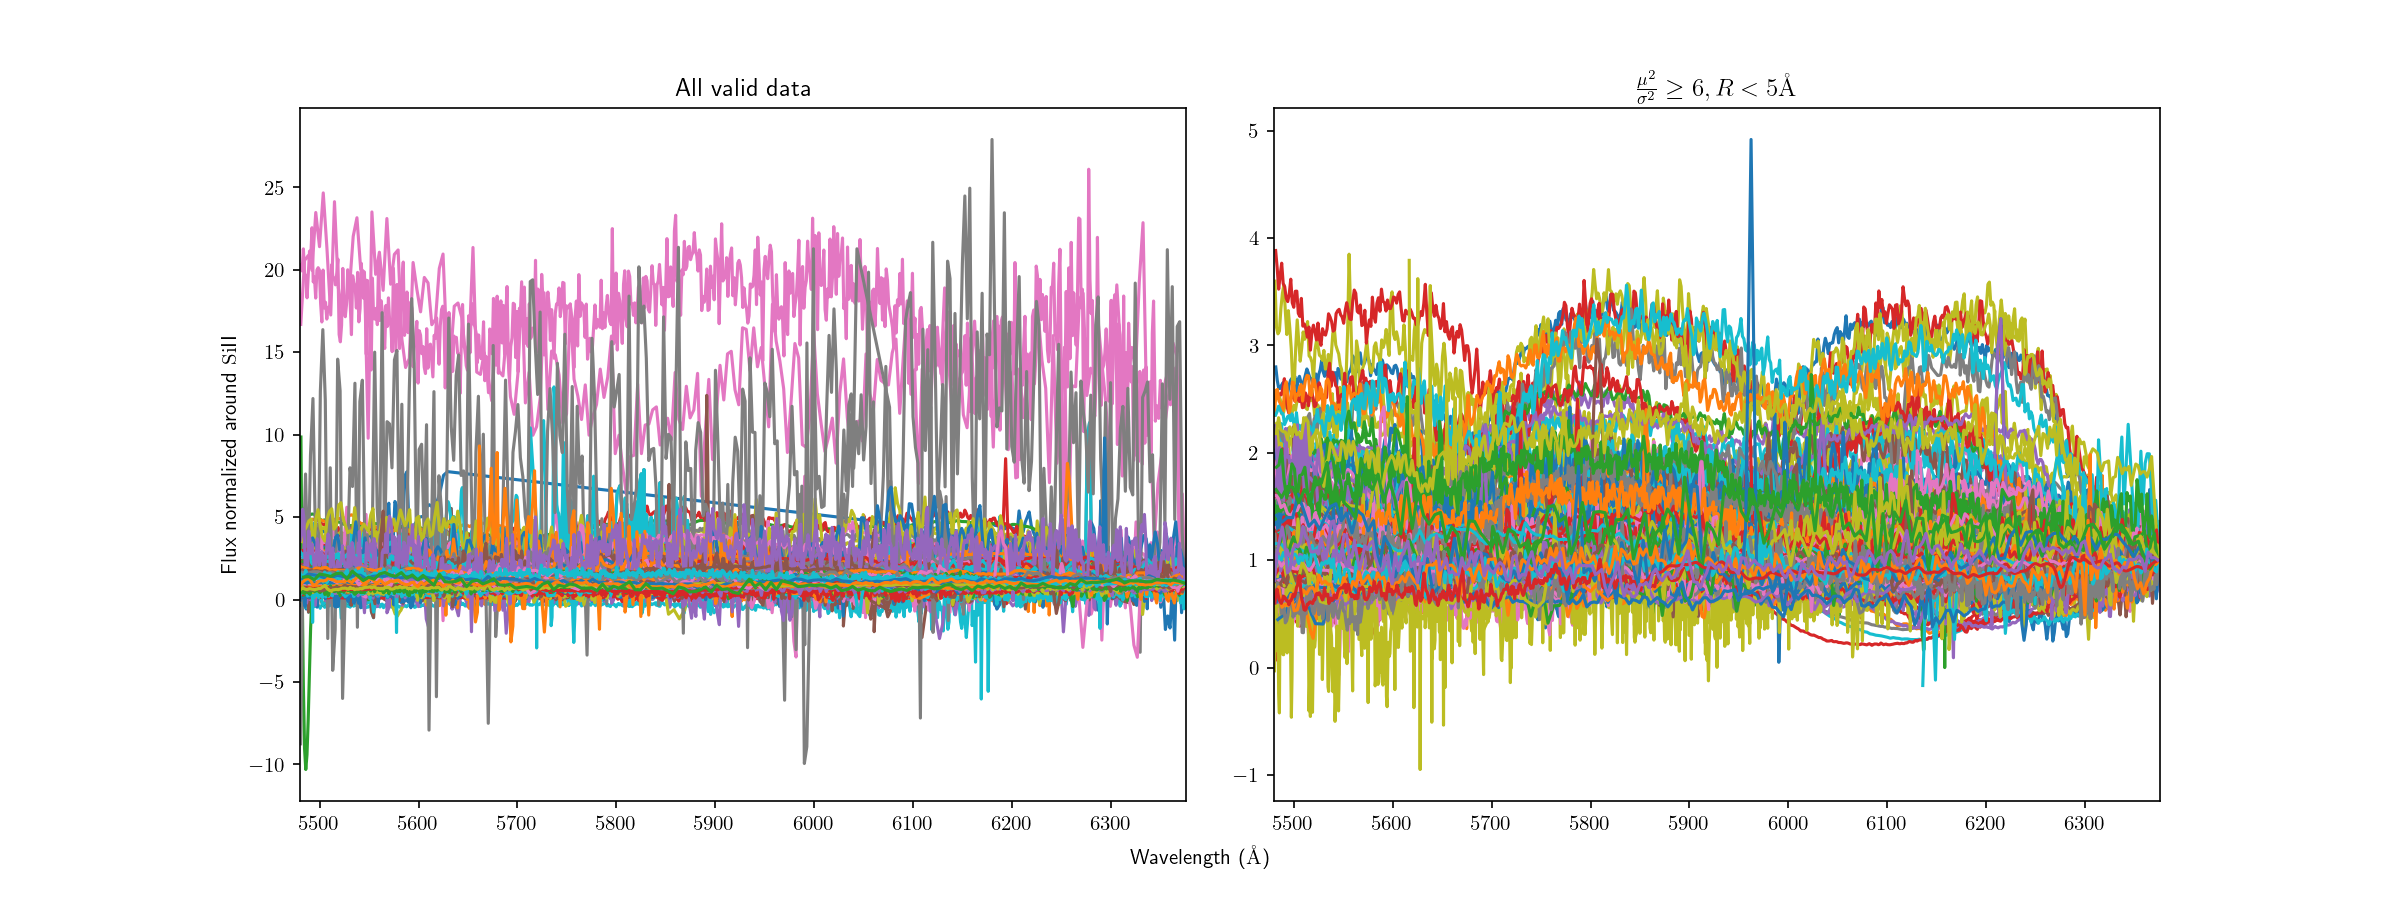 All valid data
μ²/σ² ≥ 6, R < 5Å
Flux normalized around SiII
25
20
15
10
5
0
−5
−10
5500 5600 5700 5800 5900 6000 6100 6200 6300
5
4
3
2
1
0
−1
5500 5600 5700 5800 5900 6000 6100 6200 6300
Wavelength (Å)